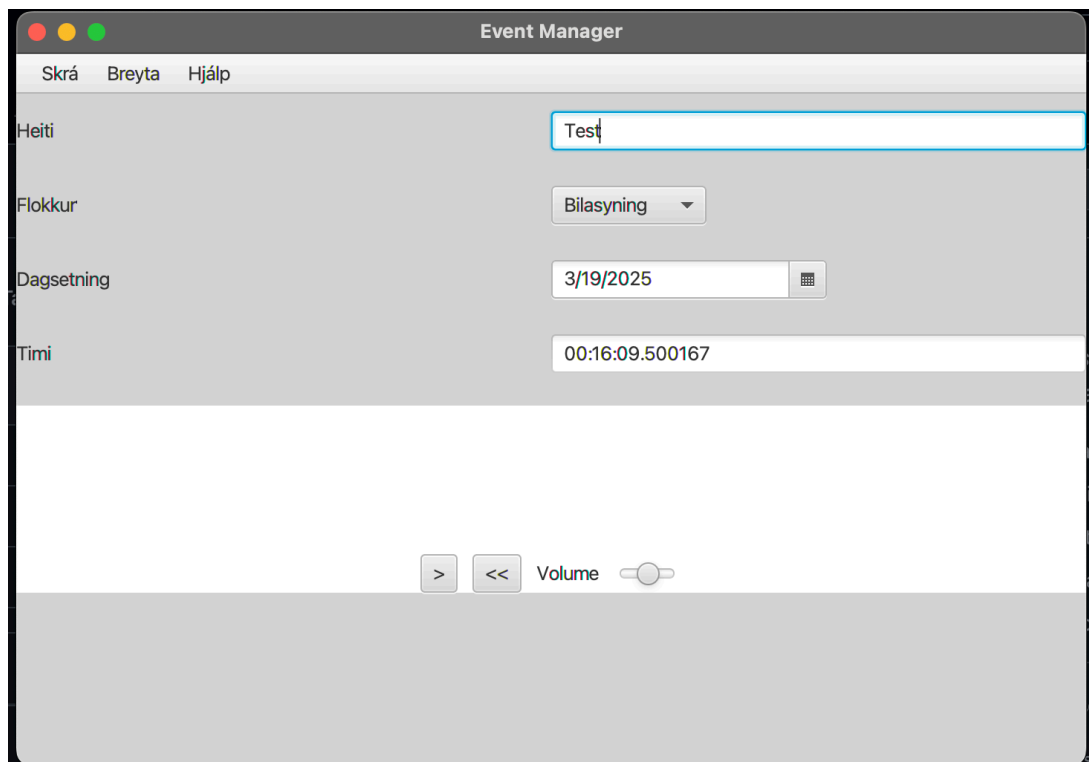 Event Manager
Skrá Breyta Hjálp
Heiti Test
Flokkur Bilasyning
Dagsetning 3/19/2025
Timi 00:16:09.500167
> << Volume